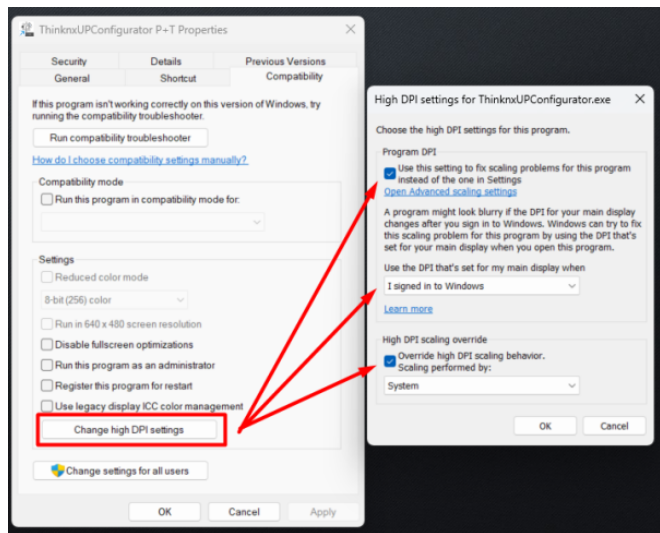 ThinknxUPConfigurator P+T Properties
Security Details Previous Versions
General Shortcut Compatibility
If this program isn't working correctly on this version of Windows, try
running the compatibility troubleshooter.
Run compatibility troubleshooter
How do I choose compatibility settings manually?
Compatibility mode
Run this program in compatibility mode for:
Settings
Reduced color mode
8-bit (256) color
Run in 640 x 480 screen resolution
Disable fullscreen optimizations
Run this program as an administrator
Register this program for restart
Use legacy display ICC color management
Change high DPI settings
Change settings for all users
OK Cancel Apply
High DPI settings for ThinknxUPConfigurator.exe
Choose the high DPI settings for this program.
Program DPI
Use this setting to fix scaling problems for this program
instead of the one in Settings
Open Advanced scaling settings
A program might look blurry if the DPI for your main display
changes after you sign in to Windows. Windows can try to fix
this scaling problem for this program by using the DPI that's
set for your main display when you open this program.
Use the DPI that's set for my main display when
I signed in to Windows
Learn more
High DPI scaling override
Override high DPI scaling behavior.
Scaling performed by:
System
OK Cancel